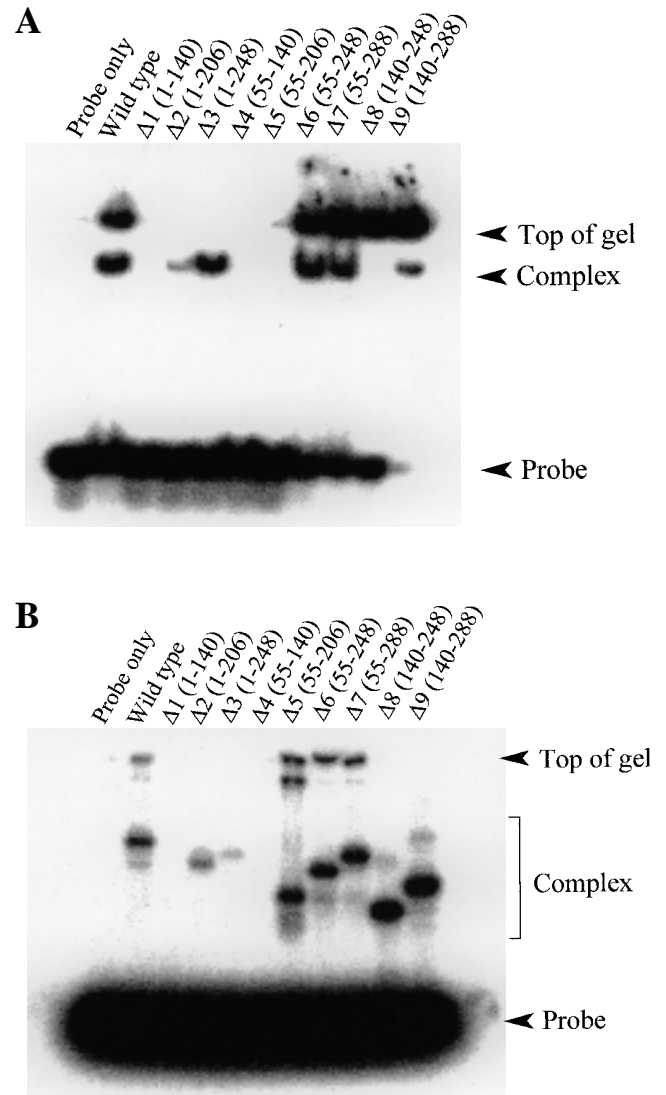 A
Probe only
Wild type
Δ1 (1-140)
Δ2 (1-206)
Δ3 (1-248)
Δ4 (55-140)
Δ5 (55-206)
Δ6 (55-248)
Δ7 (55-288)
Δ8 (140-248)
Δ9 (140-288)
Top of gel
Complex
Probe
B
Probe only
Wild type
Δ1 (1-140)
Δ2 (1-206)
Δ3 (1-248)
Δ4 (55-140)
Δ5 (55-206)
Δ6 (55-248)
Δ7 (55-288)
Δ8 (140-248)
Δ9 (140-288)
Top of gel
Complex
Probe